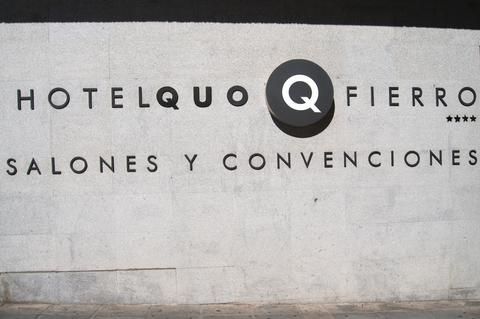 HOTELQUO Q FIERRO
★★★★
SALONES Y CONVENCIONES